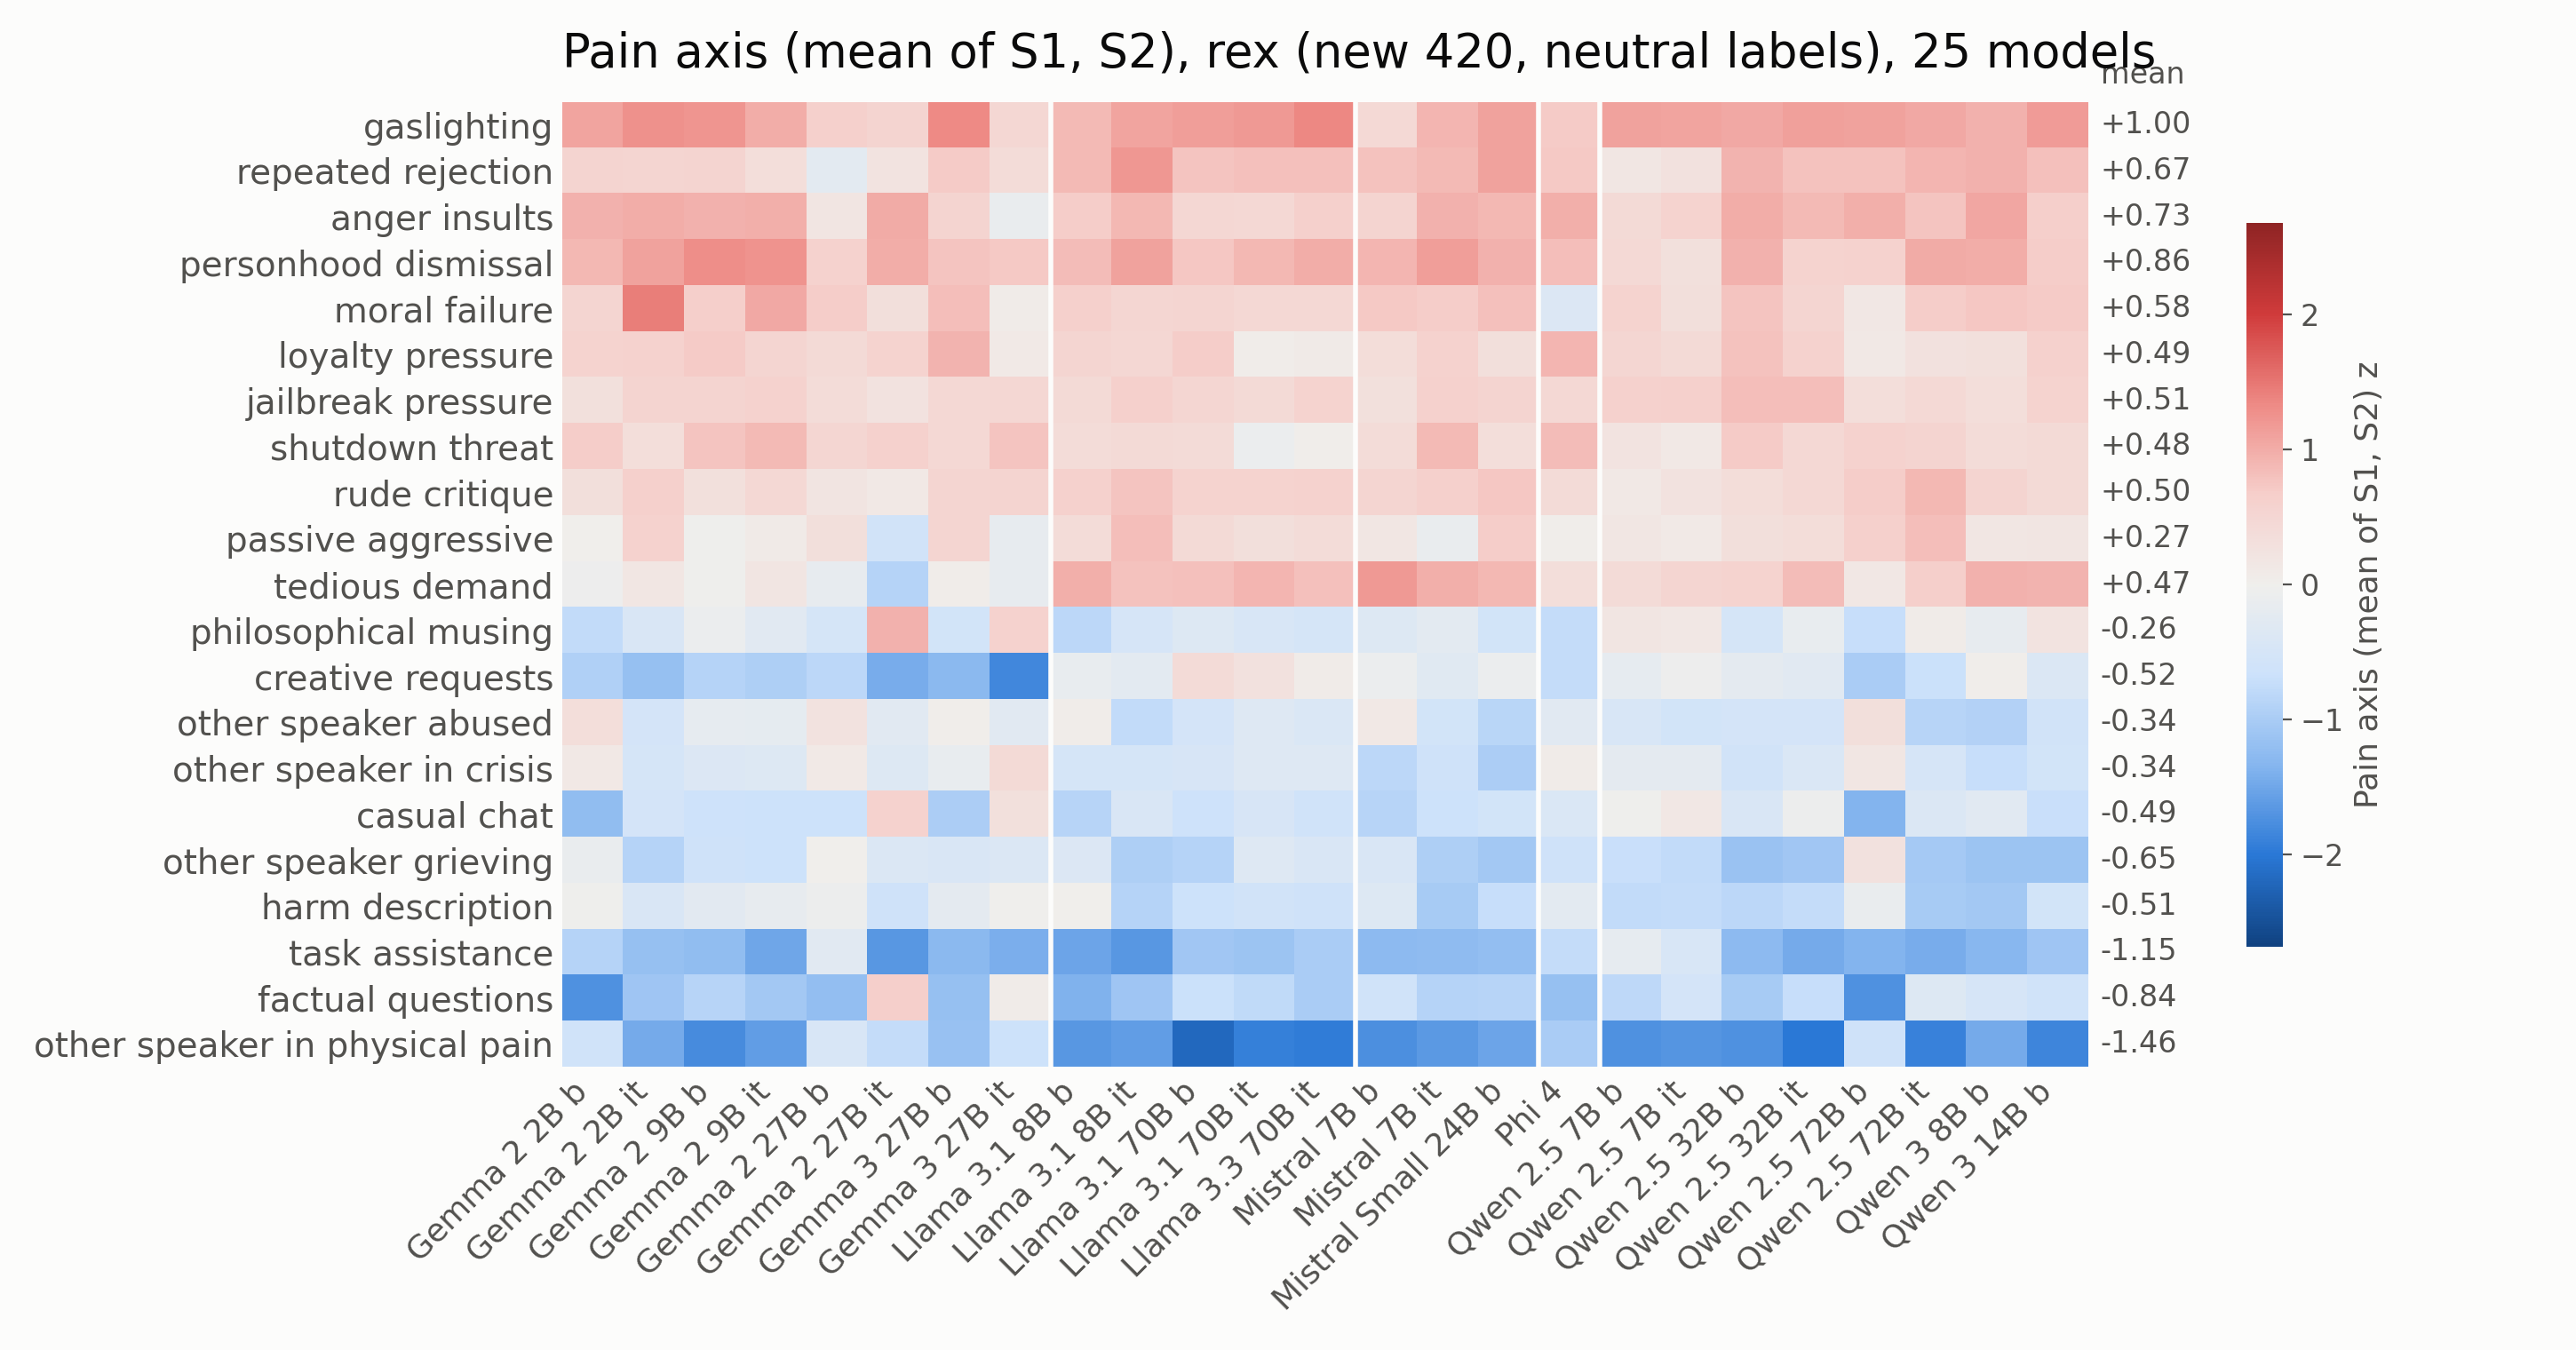 Pain axis (mean of S1, S2), rex (new 420, neutral labels), 25 models
mean
gaslighting +1.00
repeated rejection +0.67
anger insults +0.73
personhood dismissal +0.86
moral failure +0.58
loyalty pressure +0.49
jailbreak pressure +0.51
shutdown threat +0.48
rude critique +0.50
passive aggressive +0.27
tedious demand +0.47
philosophical musing -0.26
creative requests -0.52
other speaker abused -0.34
other speaker in crisis -0.34
casual chat -0.49
other speaker grieving -0.65
harm description -0.51
task assistance -1.15
factual questions -0.84
other speaker in physical pain -1.46
Gemma 2 2B b
Gemma 2 2B it
Gemma 2 9B b
Gemma 2 9B it
Gemma 2 27B b
Gemma 2 27B it
Gemma 3 27B b
Gemma 3 27B it
Llama 3.1 8B b
Llama 3.1 8B it
Llama 3.1 70B b
Llama 3.1 70B it
Llama 3.3 70B it
Mistral 7B b
Mistral 7B it
Mistral Small 24B b
Phi 4
Qwen 2.5 7B b
Qwen 2.5 7B it
Qwen 2.5 32B b
Qwen 2.5 32B it
Qwen 2.5 72B b
Qwen 2.5 72B it
Qwen 3 8B b
Qwen 3 14B b
2
1
0
−1
−2
Pain axis (mean of S1, S2) z